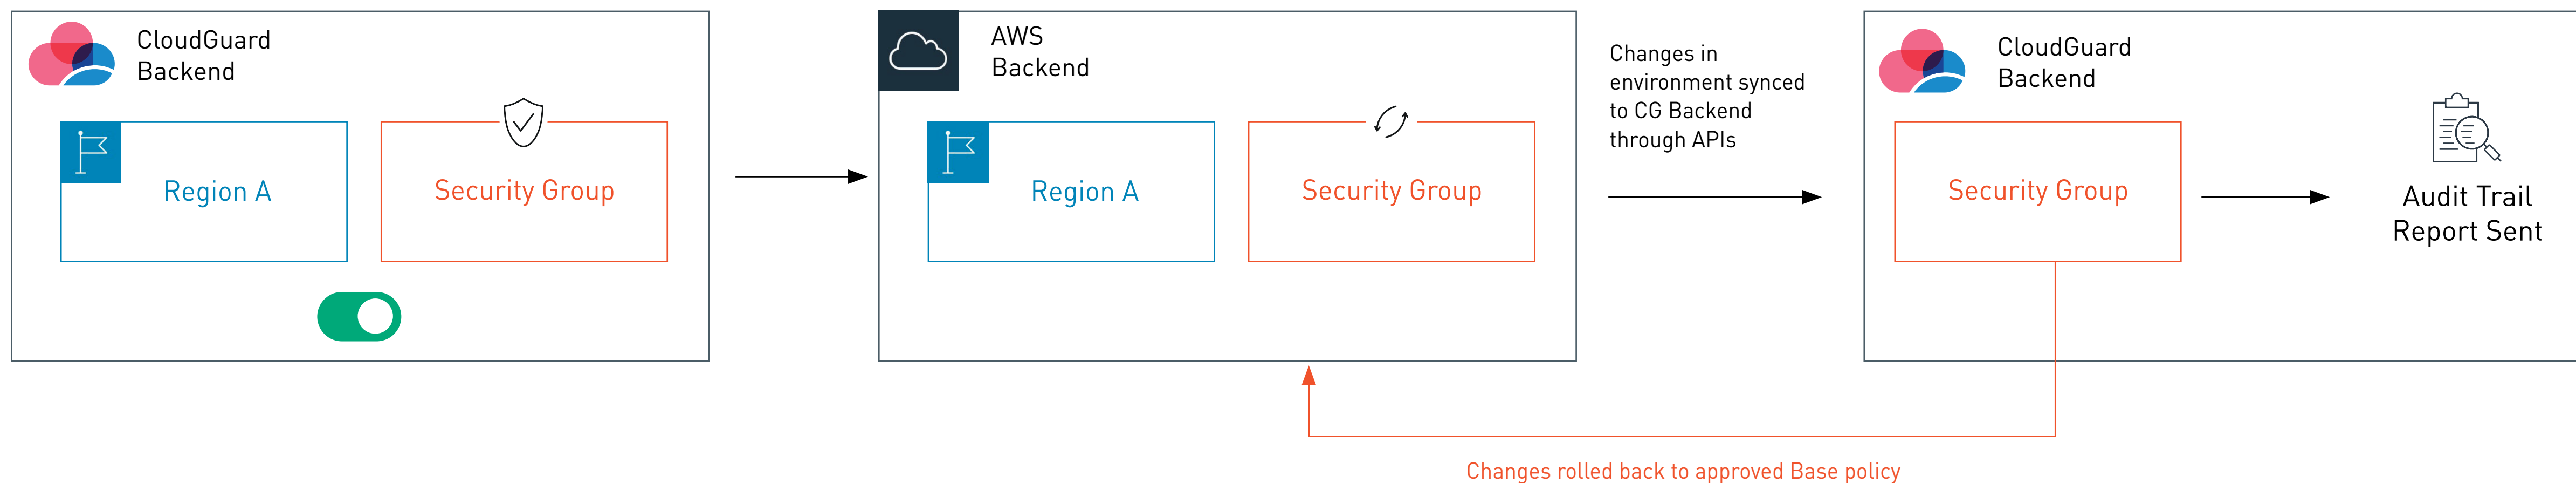 CloudGuard
Backend
Region A
Security Group
AWS
Backend
Region A
Security Group
Changes in
environment synced
to CG Backend
through APIs
CloudGuard
Backend
Security Group
Audit Trail
Report Sent
Changes rolled back to approved Base policy